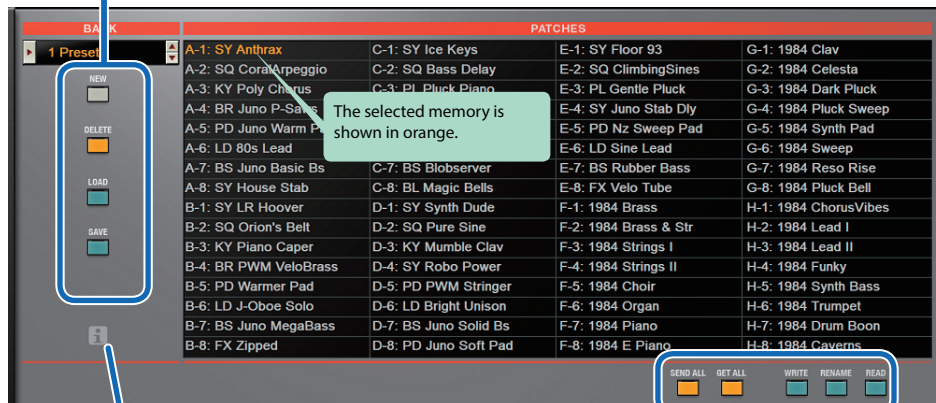 BANK PATCHES
1 Preset
A-1: SY Anthrax C-1: SY Ice Keys E-1: SY Floor 93 G-1: 1984 Clav
A-2: SQ CoralArpeggio C-2: SQ Bass Delay E-2: SQ ClimbingSines G-2: 1984 Celesta
A-3: KY Poly Chorus C-3: PL Pluck Piano E-3: PL Gentle Pluck G-3: 1984 Dark Pluck
A-4: BR Juno P-Saws E-4: SY Juno Stab Dly G-4: 1984 Pluck Sweep
A-5: PD Juno Warm E-5: PD Nz Sweep Pad G-5: 1984 Synth Pad
A-6: LD 80s Lead E-6: LD Sine Lead G-6: 1984 Sweep
A-7: BS Juno Basic Bs C-7: BS Blobserver E-7: BS Rubber Bass G-7: 1984 Reso Rise
A-8: SY House Stab C-8: BL Magic Bells E-8: FX Velo Tube G-8: 1984 Pluck Bell
B-1: SY LR Hoover D-1: SY Synth Dude F-1: 1984 Brass H-1: 1984 ChorusVibes
B-2: SQ Orion's Belt D-2: SQ Pure Sine F-2: 1984 Brass & Str H-2: 1984 Lead I
B-3: KY Piano Caper D-3: KY Mumble Clav F-3: 1984 Strings I H-3: 1984 Lead II
B-4: BR PWM VeloBrass D-4: SY Robo Power F-4: 1984 Strings II H-4: 1984 Funky
B-5: PD Warmer Pad D-5: PD PWM Stringer F-5: 1984 Choir H-5: 1984 Synth Bass
B-6: LD J-Oboe Solo D-6: LD Bright Unison F-6: 1984 Organ H-6: 1984 Trumpet
B-7: BS Juno MegaBass D-7: BS Juno Solid Bs F-7: 1984 Piano H-7: 1984 Drum Boon
B-8: FX Zipped D-8: PD Juno Soft Pad F-8: 1984 E Piano H-8: 1984 Caverns
The selected memory is
shown in orange.
NEW
DELETE
LOAD
SAVE
i
SEND ALL GET ALL WRITE RENAME READ